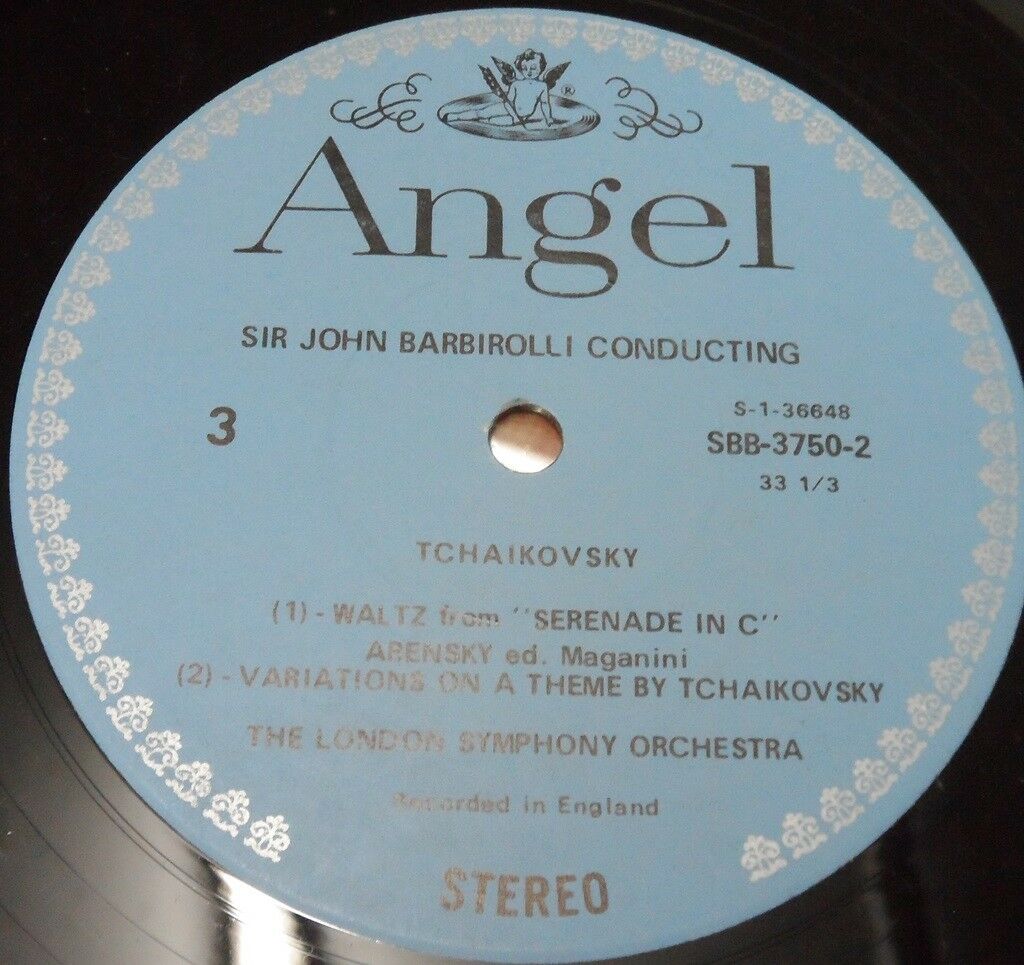 ®
Angel
SIR JOHN BARBIROLLI CONDUCTING
3
S-1-36648
SBB-3750-2
33 1/3
TCHAIKOVSKY
(1) - WALTZ from "SERENADE IN C"
ARENSKY ed. Maganini
(2) - VARIATIONS ON A THEME BY TCHAIKOVSKY
THE LONDON SYMPHONY ORCHESTRA
Recorded in England
STEREO